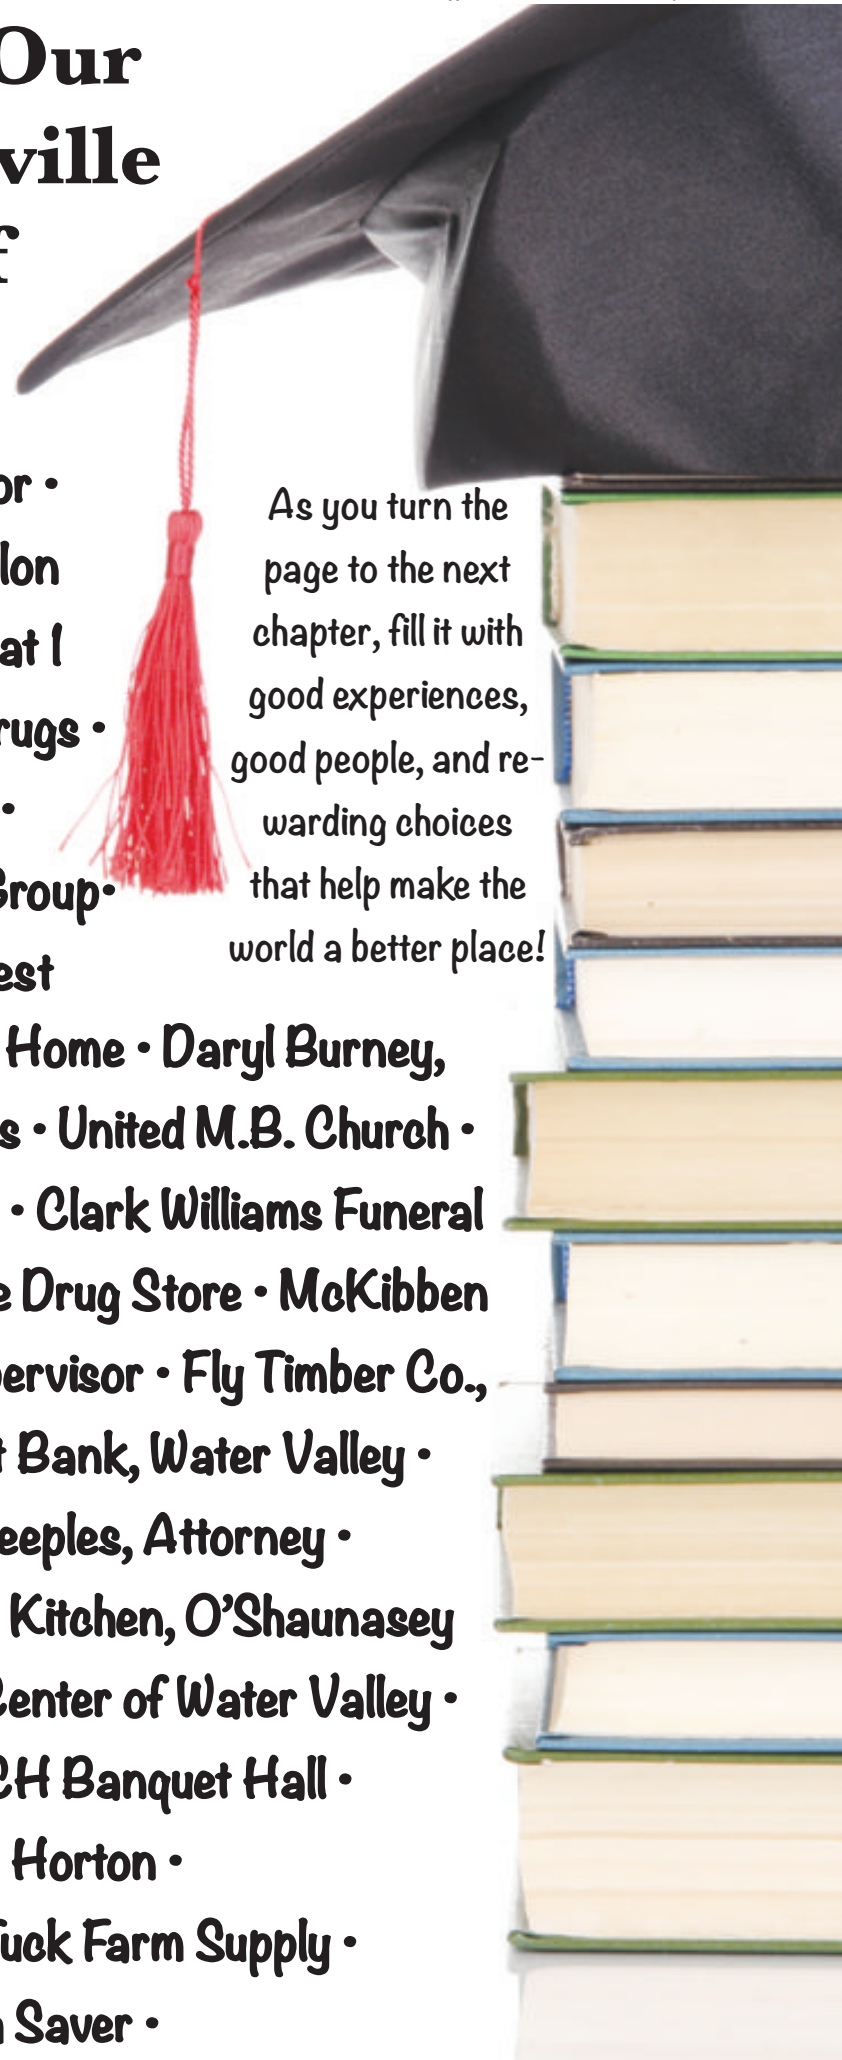 Our
ville
f
or •
lon
at I
rugs •
•
Group•
est
As you turn the
page to the next
chapter, fill it with
good experiences,
good people, and re-
warding choices
that help make the
world a better place!
Home • Daryl Burney,
s • United M.B. Church •
• Clark Williams Funeral
e Drug Store • McKibben
pervisor • Fly Timber Co.,
t Bank, Water Valley •
eeples, Attorney •
Kitchen, O'Shaunasey
Center of Water Valley •
CH Banquet Hall •
Horton •
Tuck Farm Supply •
n Saver •